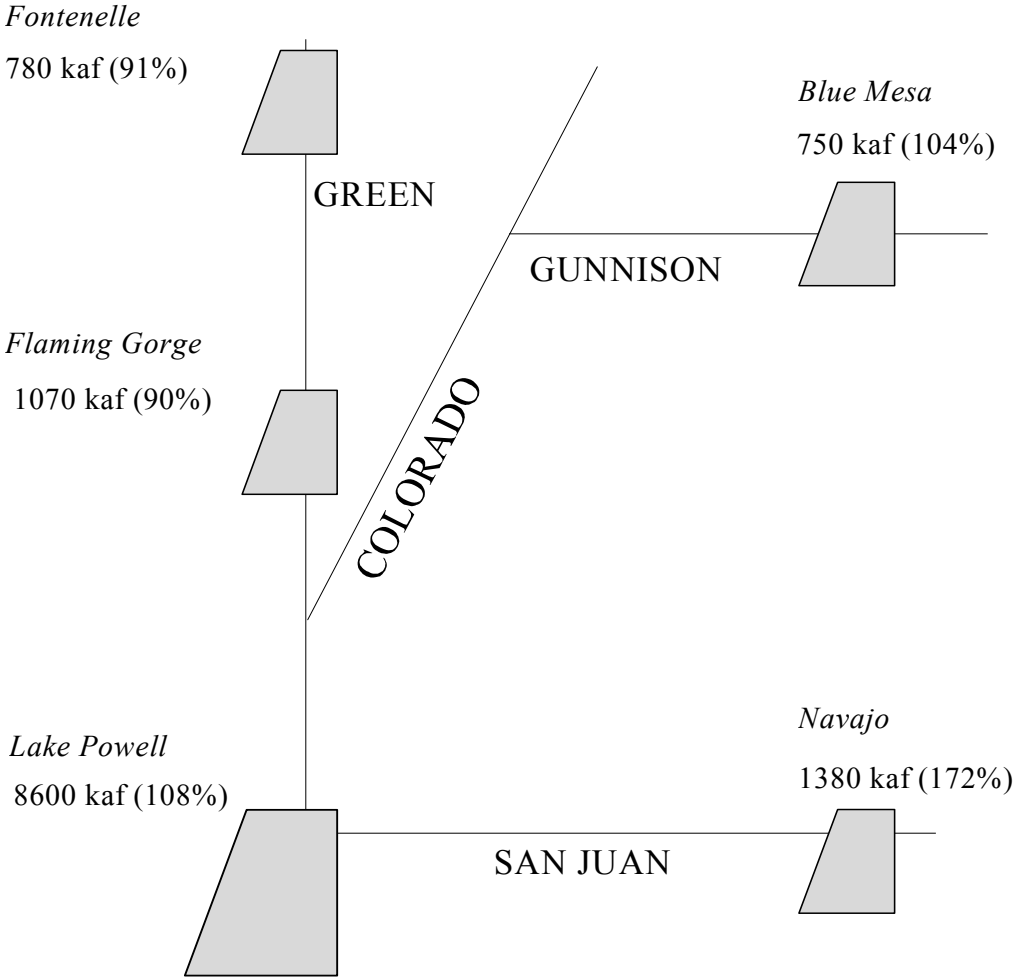 Fontenelle
780 kaf (91%)
Blue Mesa
750 kaf (104%)
GREEN
GUNNISON
Flaming Gorge
1070 kaf (90%)
COLORADO
Lake Powell
8600 kaf (108%)
Navajo
1380 kaf (172%)
SAN JUAN